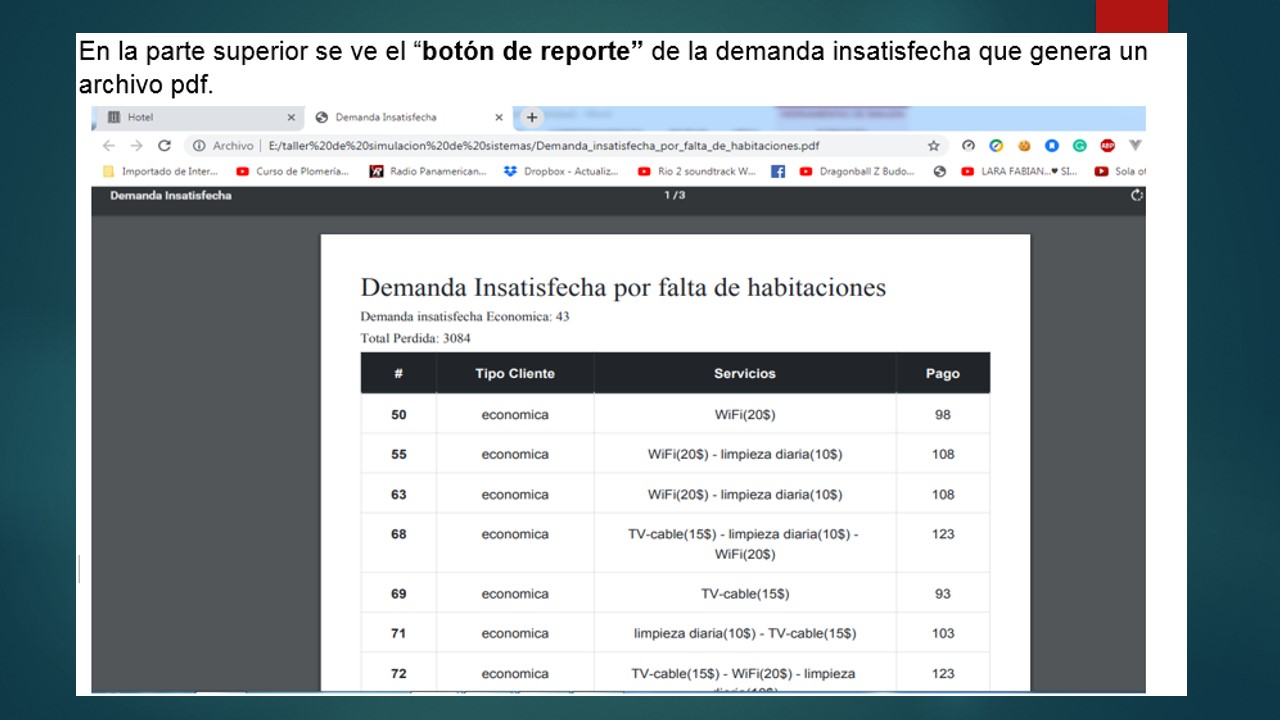 En la parte superior se ve el “botón de reporte” de la demanda insatisfecha que genera un
archivo pdf.
Hotel
Demanda Insatisfecha
Archivo | E:/taller%20de%20simulacion%20de%20sistemas/Demanda_insatisfecha_por_falta_de_habitaciones.pdf
ABP
Importado de Inter... Curso de Plomería... Radio Panamerican... Dropbox - Actualiz... Rio 2 soundtrack W... Dragonball Z Budo... LARA FABIAN...♥ SI... Sola
Demanda Insatisfecha 1 / 3
Demanda Insatisfecha por falta de habitaciones
Demanda insatisfecha Economica: 43
Total Perdida: 3084
# Tipo Cliente Servicios Pago
50 economica WiFi(20$) 98
55 economica WiFi(20$) - limpieza diaria(10$) 108
63 economica WiFi(20$) - limpieza diaria(10$) 108
68 economica TV-cable(15$) - limpieza diaria(10$) - 123
WiFi(20$)
69 economica TV-cable(15$) 93
71 economica limpieza diaria(10$) - TV-cable(15$) 103
72 economica TV-cable(15$) - WiFi(20$) - limpieza 123